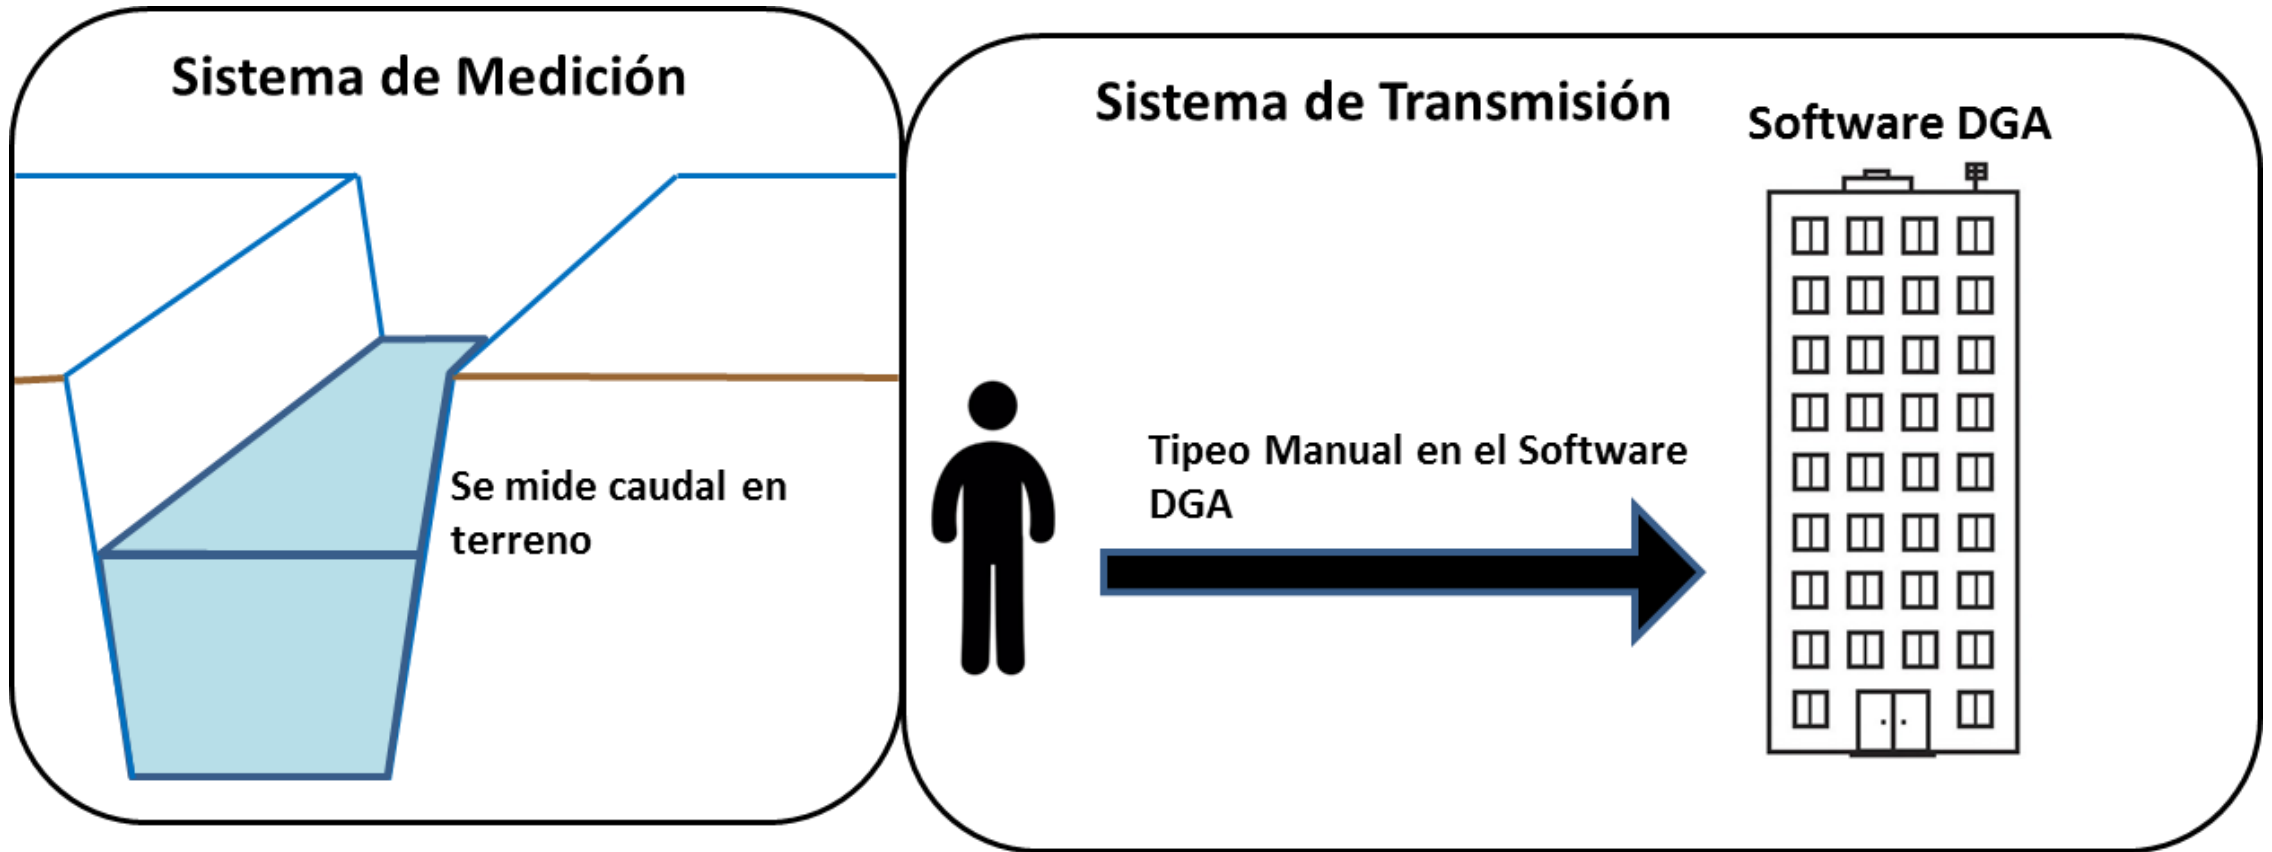 Sistema de Medición
Se mide caudal en
terreno
Sistema de Transmisión
Software DGA
Tipeo Manual en el Software
DGA